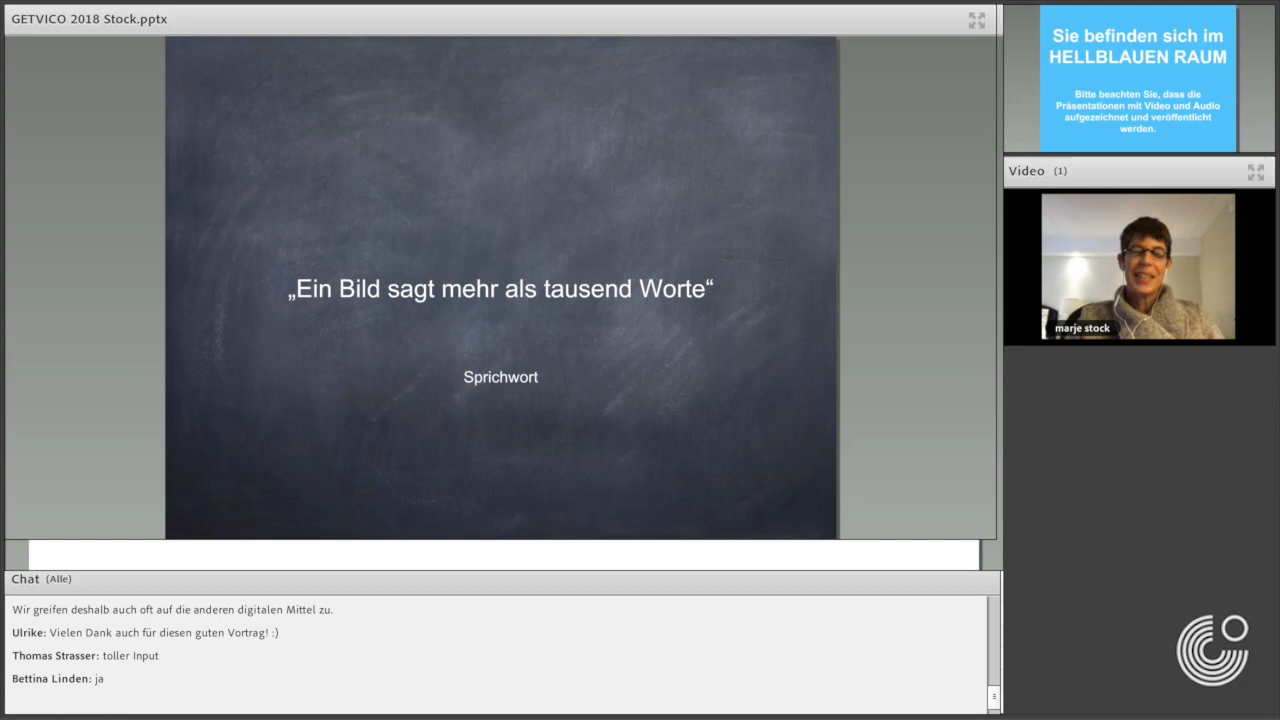 GETVICO 2018 Stock.pptx
„Ein Bild sagt mehr als tausend Worte“
Sprichwort
Sie befinden sich im
HELLBLAUEN RAUM
Bitte beachten Sie, dass die
Präsentationen mit Video und Audio
aufgezeichnet und veröffentlicht
werden.
Video (1)
marje stock
Chat (Alle)
Wir greifen deshalb auch oft auf die anderen digitalen Mittel zu.
Ulrike: Vielen Dank auch für diesen guten Vortrag! :)
Thomas Strasser: toller Input
Bettina Linden: ja